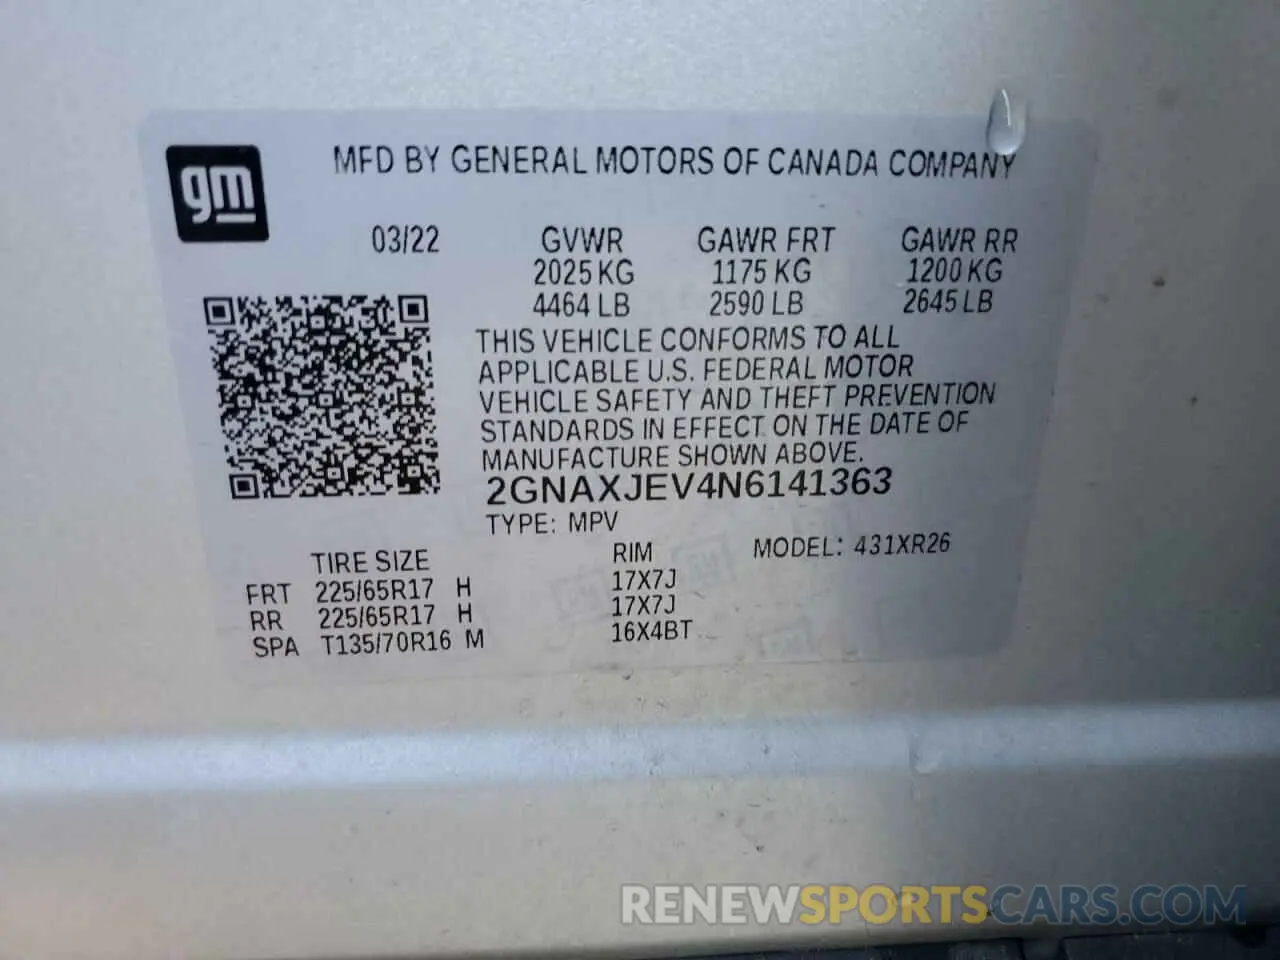 gm
MFD BY GENERAL MOTORS OF CANADA COMPANY
03/22 GVWR GAWR FRT GAWR RR
2025 KG 1175 KG 1200 KG
4464 LB 2590 LB 2645 LB
THIS VEHICLE CONFORMS TO ALL
APPLICABLE U.S. FEDERAL MOTOR
VEHICLE SAFETY AND THEFT PREVENTION
STANDARDS IN EFFECT ON THE DATE OF
MANUFACTURE SHOWN ABOVE.
2GNAXJEV4N6141363
TYPE: MPV
TIRE SIZE RIM MODEL: 431XR26
FRT 225/65R17 H 17X7J
RR 225/65R17 H 17X7J
SPA T135/70R16 M 16X4BT
RENEWSPORTSCARS.COM